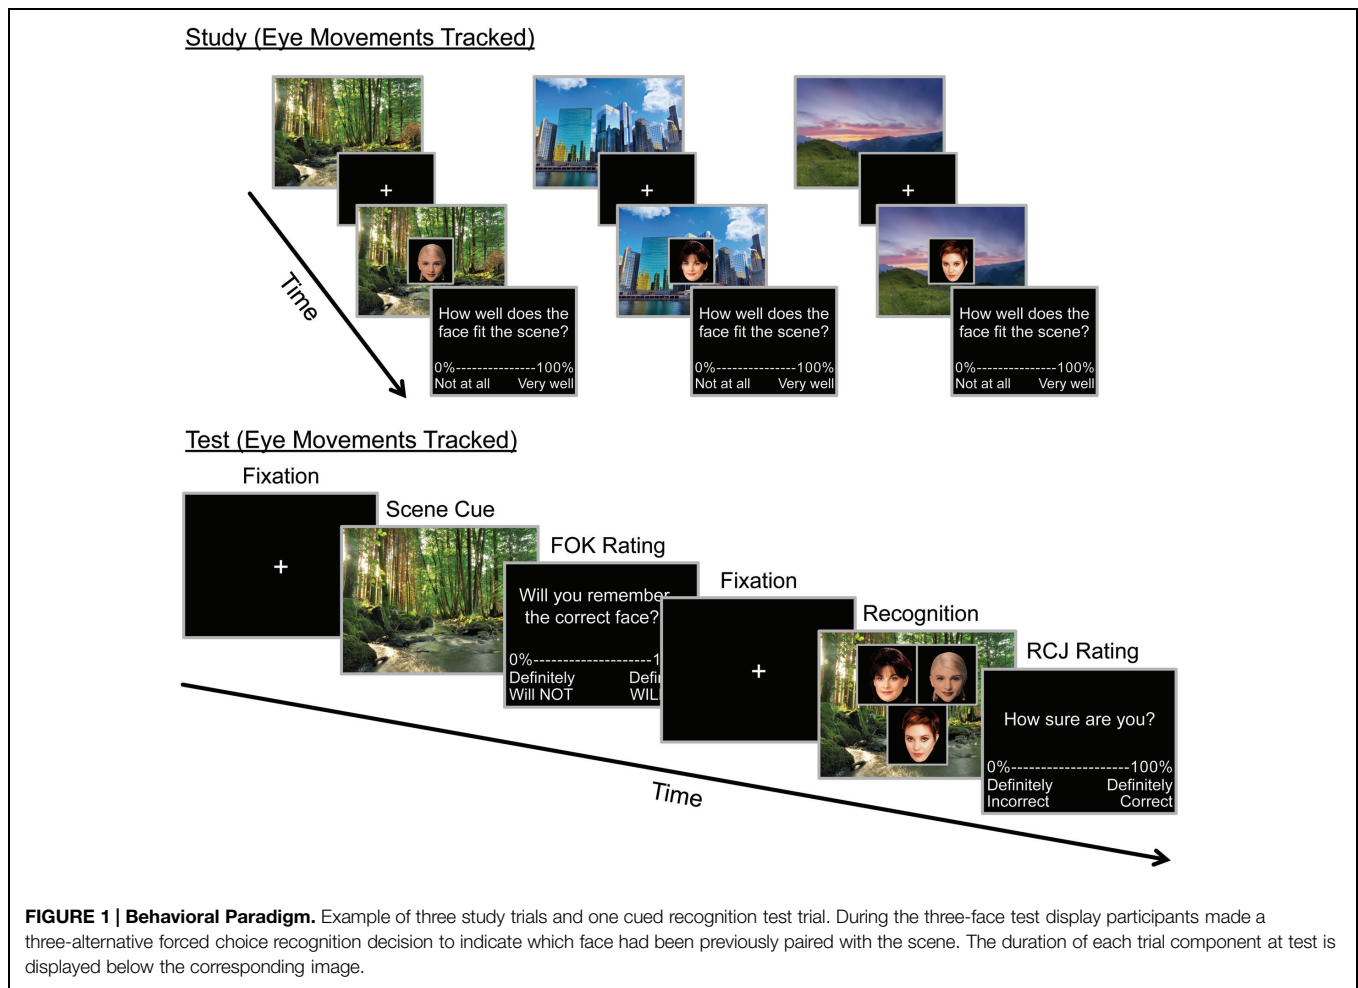 Study (Eye Movements Tracked)
+
+
+
Time
How well does the
face fit the scene?
0%---------------100%
Not at all Very well
How well does the
face fit the scene?
0%---------------100%
Not at all Very well
How well does the
face fit the scene?
0%---------------100%
Not at all Very well
Test (Eye Movements Tracked)
Fixation
+
Scene Cue
FOK Rating
Will you remember
the correct face?
0%--------------------1
Definitely Defi
Will NOT WIL
Fixation
+
Recognition
RCJ Rating
How sure are you?
0%--------------------100%
Definitely Definitely
Incorrect Correct
Time
FIGURE 1 | Behavioral Paradigm. Example of three study trials and one cued recognition test trial. During the three-face test display participants made a
three-alternative forced choice recognition decision to indicate which face had been previously paired with the scene. The duration of each trial component at test is
displayed below the corresponding image.